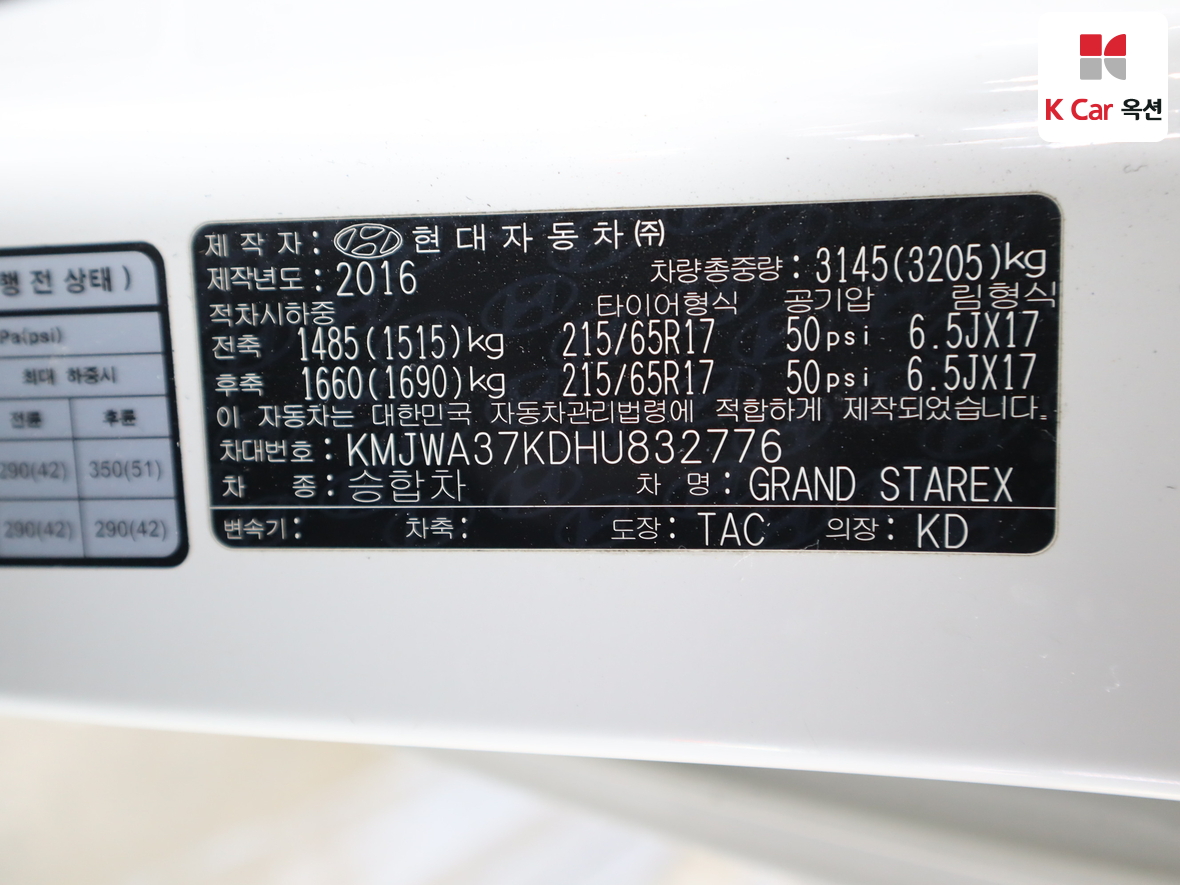 K Car 옥션
제 작 자 : 현 대 자 동 차 ㈜
제작년도 : 2016 차량총중량 : 3145(3205)kg
적차시하중 타이어형식 공기압 림형식
전축 1485(1515)kg 215/65R17 50psi 6.5JX17
후축 1660(1690)kg 215/65R17 50psi 6.5JX17
이 자동차는 대한민국 자동차관리법령에 적합하게 제작되었습니다.
차대번호 : KMJWA37KDHU832776
차 종 : 승합차 차 명 : GRAND STAREX
변속기 : 차축 : 도장 : TAC 의장 : KD
행 전 상태 )
Pa(psi)
최대 하중시
전륜 후륜
290(42) 350(51)
290(42) 290(42)